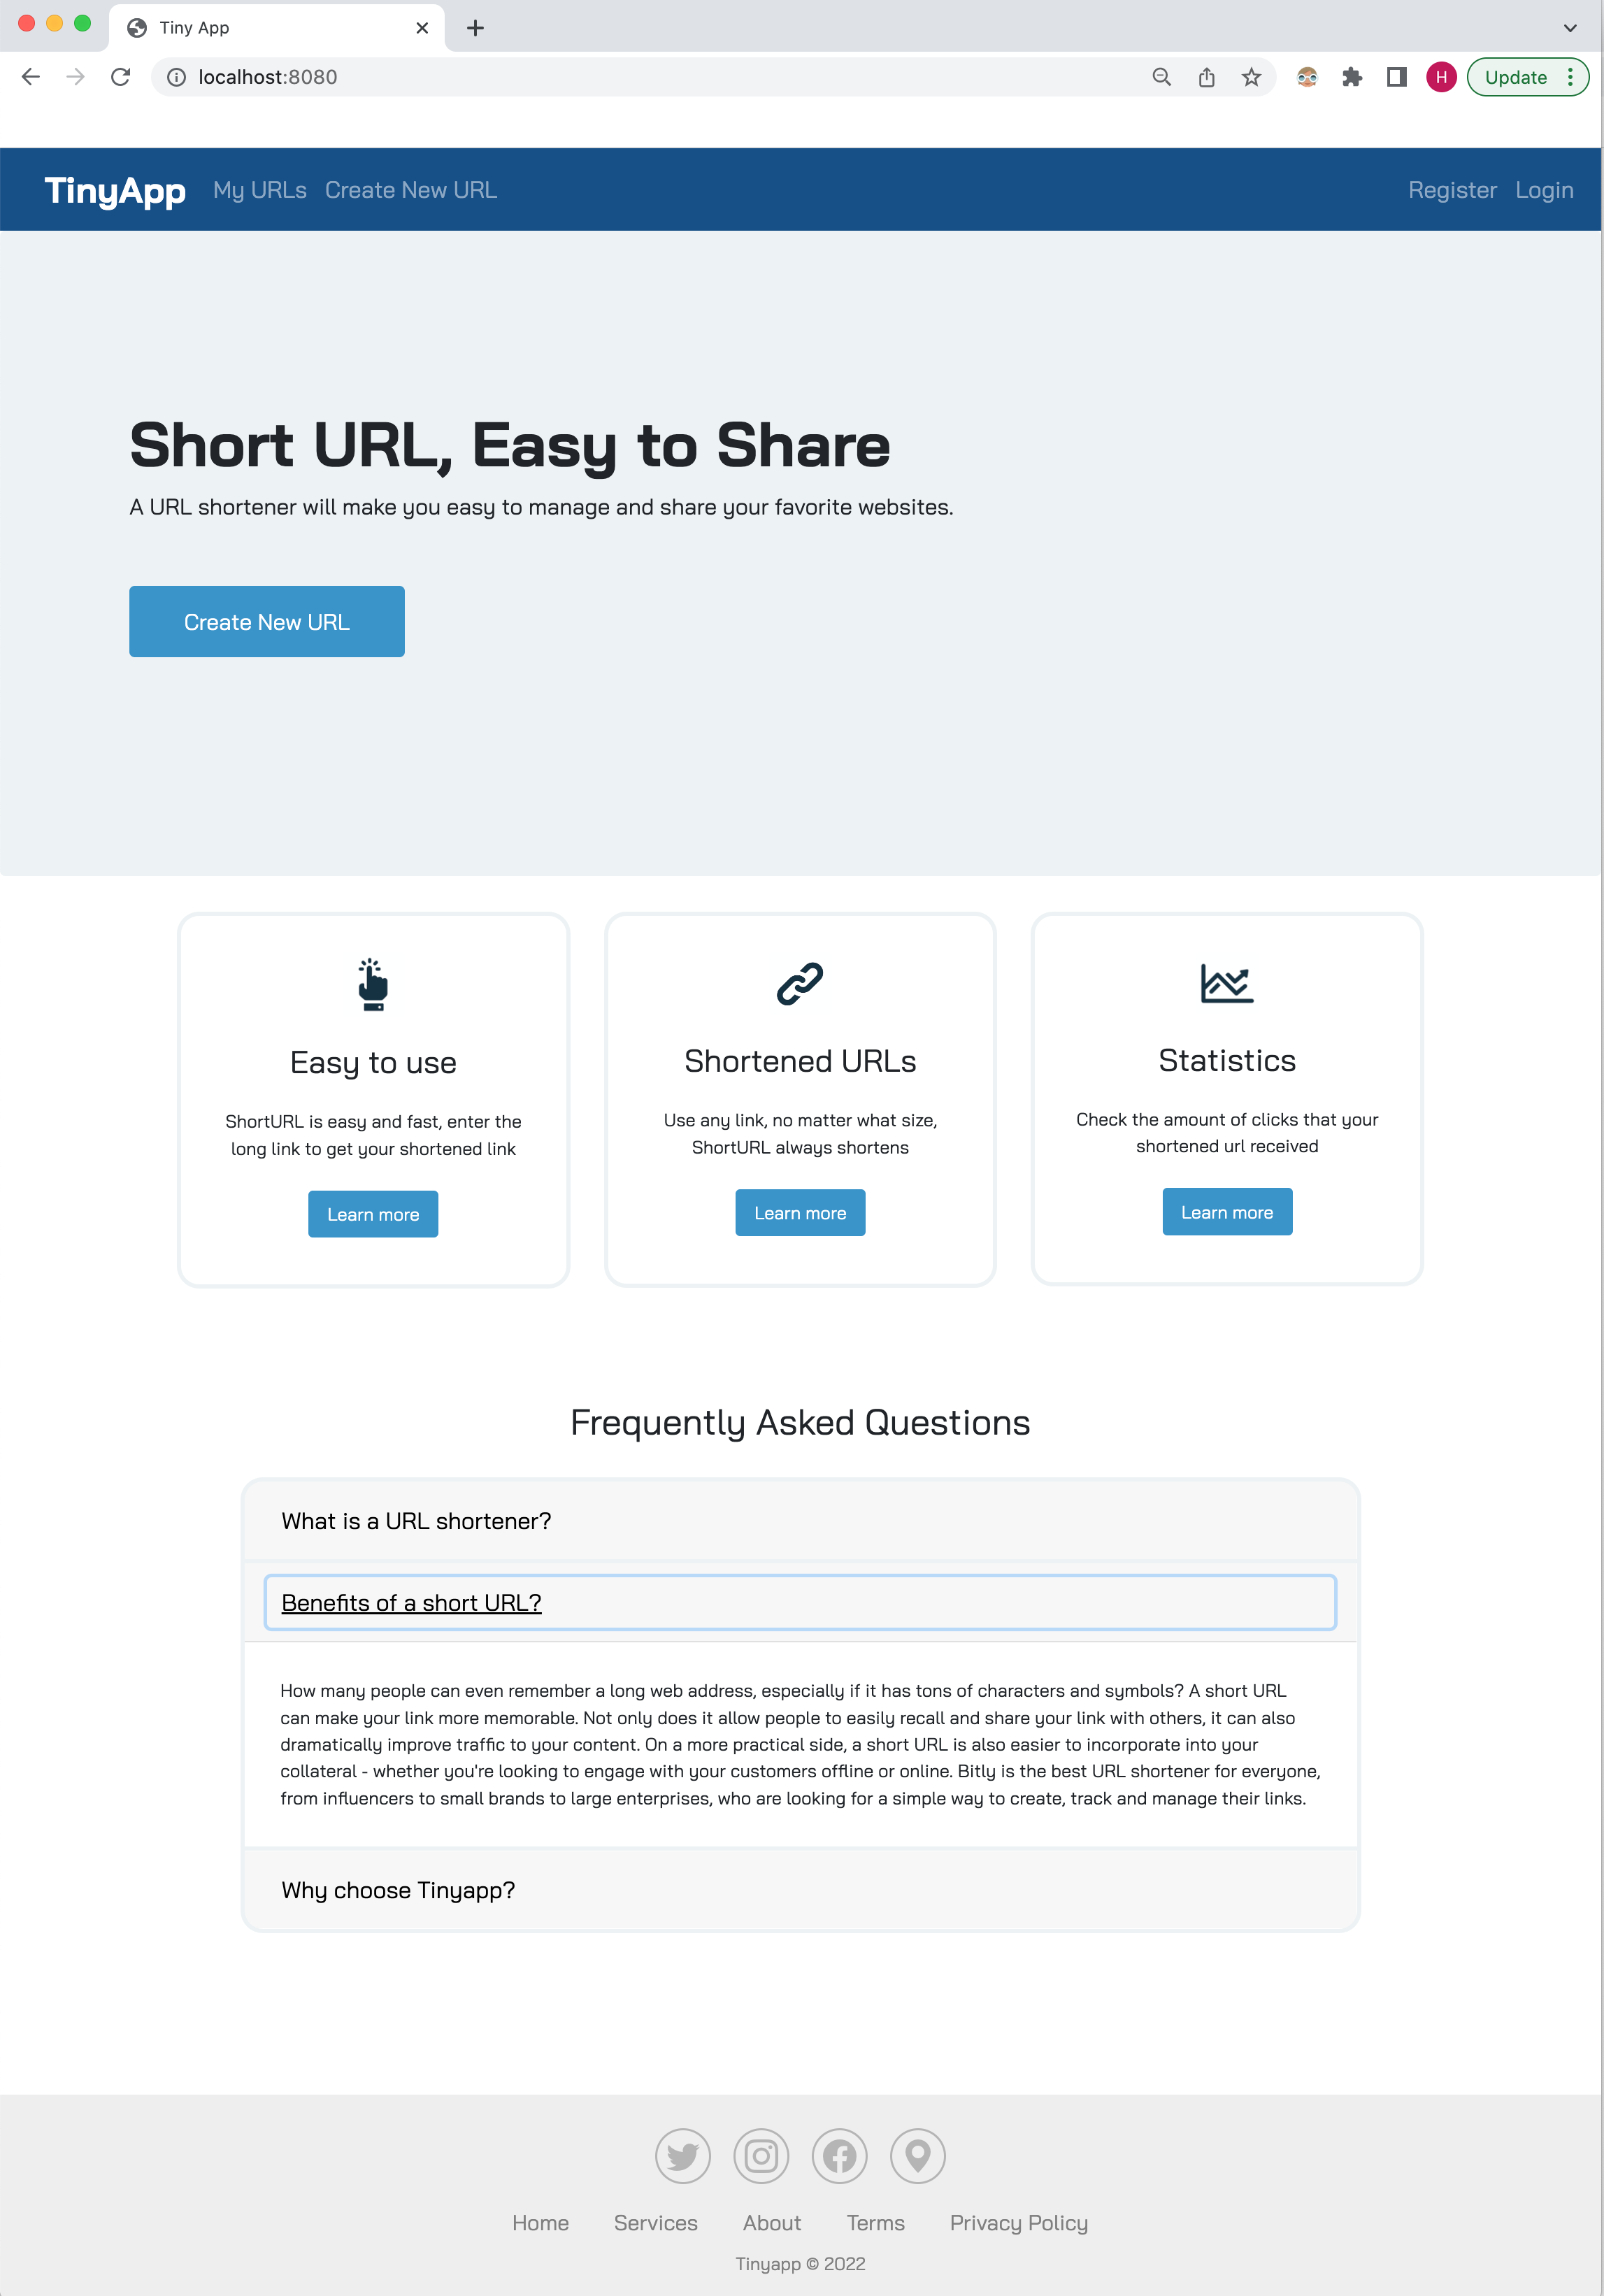 Tiny App
localhost:8080
H
Update
TinyApp My URLs Create New URL Register Login
Short URL, Easy to Share
A URL shortener will make you easy to manage and share your favorite websites.
Create New URL
Easy to use
ShortURL is easy and fast, enter the
long link to get your shortened link
Learn more
Shortened URLs
Use any link, no matter what size,
ShortURL always shortens
Learn more
Statistics
Check the amount of clicks that your
shortened url received
Learn more
Frequently Asked Questions
What is a URL shortener?
Benefits of a short URL?
How many people can even remember a long web address, especially if it has tons of characters and symbols? A short URL
can make your link more memorable. Not only does it allow people to easily recall and share your link with others, it can also
dramatically improve traffic to your content. On a more practical side, a short URL is also easier to incorporate into your
collateral - whether you're looking to engage with your customers offline or online. Bitly is the best URL shortener for everyone,
from influencers to small brands to large enterprises, who are looking for a simple way to create, track and manage their links.
Why choose Tinyapp?
Home Services About Terms Privacy Policy
Tinyapp © 2022